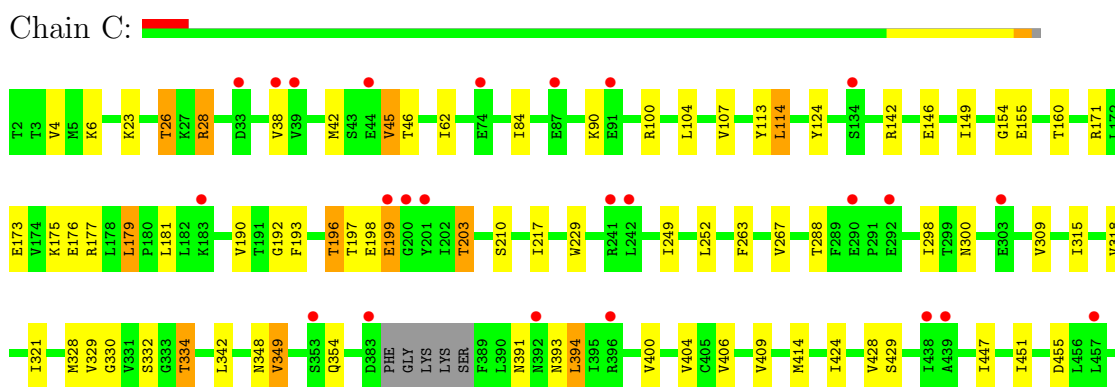 Chain C:
T2 T3 V4 M5 K6 K23 T26 K27 R28 D33 V38 V39 M42 S43 E44 V45 T46 I62 E74 I84 E87 K90 E91 R100 L104 V107 Y113 L114 Y124 S134 R142 E146 I149 G154 E155 T160 R171 L172
E173 V174 K175 E176 R177 L178 L179 P180 L181 L182 K183 V190 T191 G192 F193 T196 T197 E198 E199 G200 Y201 I202 T203 S210 I217 W229 R241 L242 I249 L252 F263 V267 T288 F289 E290 P291 E292 I298 T299 N300 E303 V309 I315 V318
I321 M328 V329 G330 V331 S332 G333 T334 L342 N348 V349 S353 Q354 D383 PHE GLY LYS LYS SER F389 L390 N391 N392 N393 L394 I395 R396 V400 V404 C405 V406 V409 M414 I424 V428 S429 I438 A439 I447 I451 D455 L456 L457